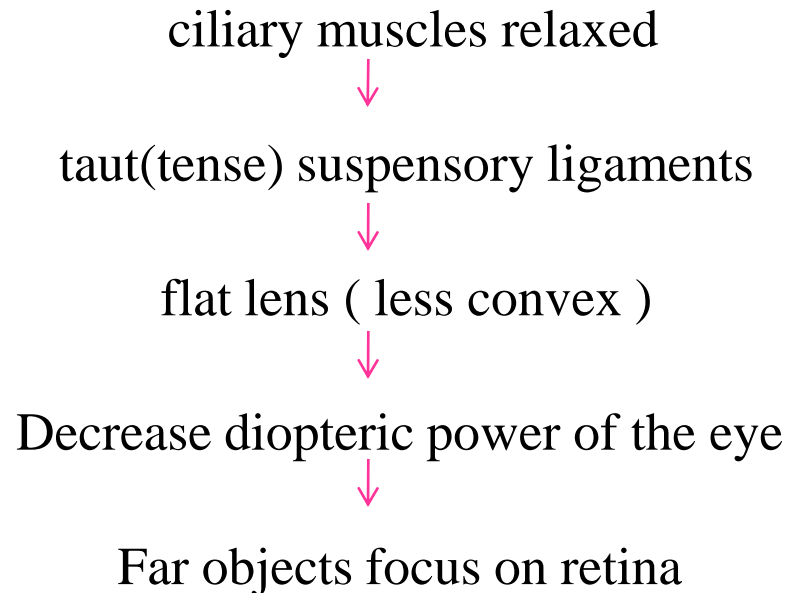 ciliary muscles relaxed
taut(tense) suspensory ligaments
flat lens ( less convex )
Decrease diopteric power of the eye
Far objects focus on retina